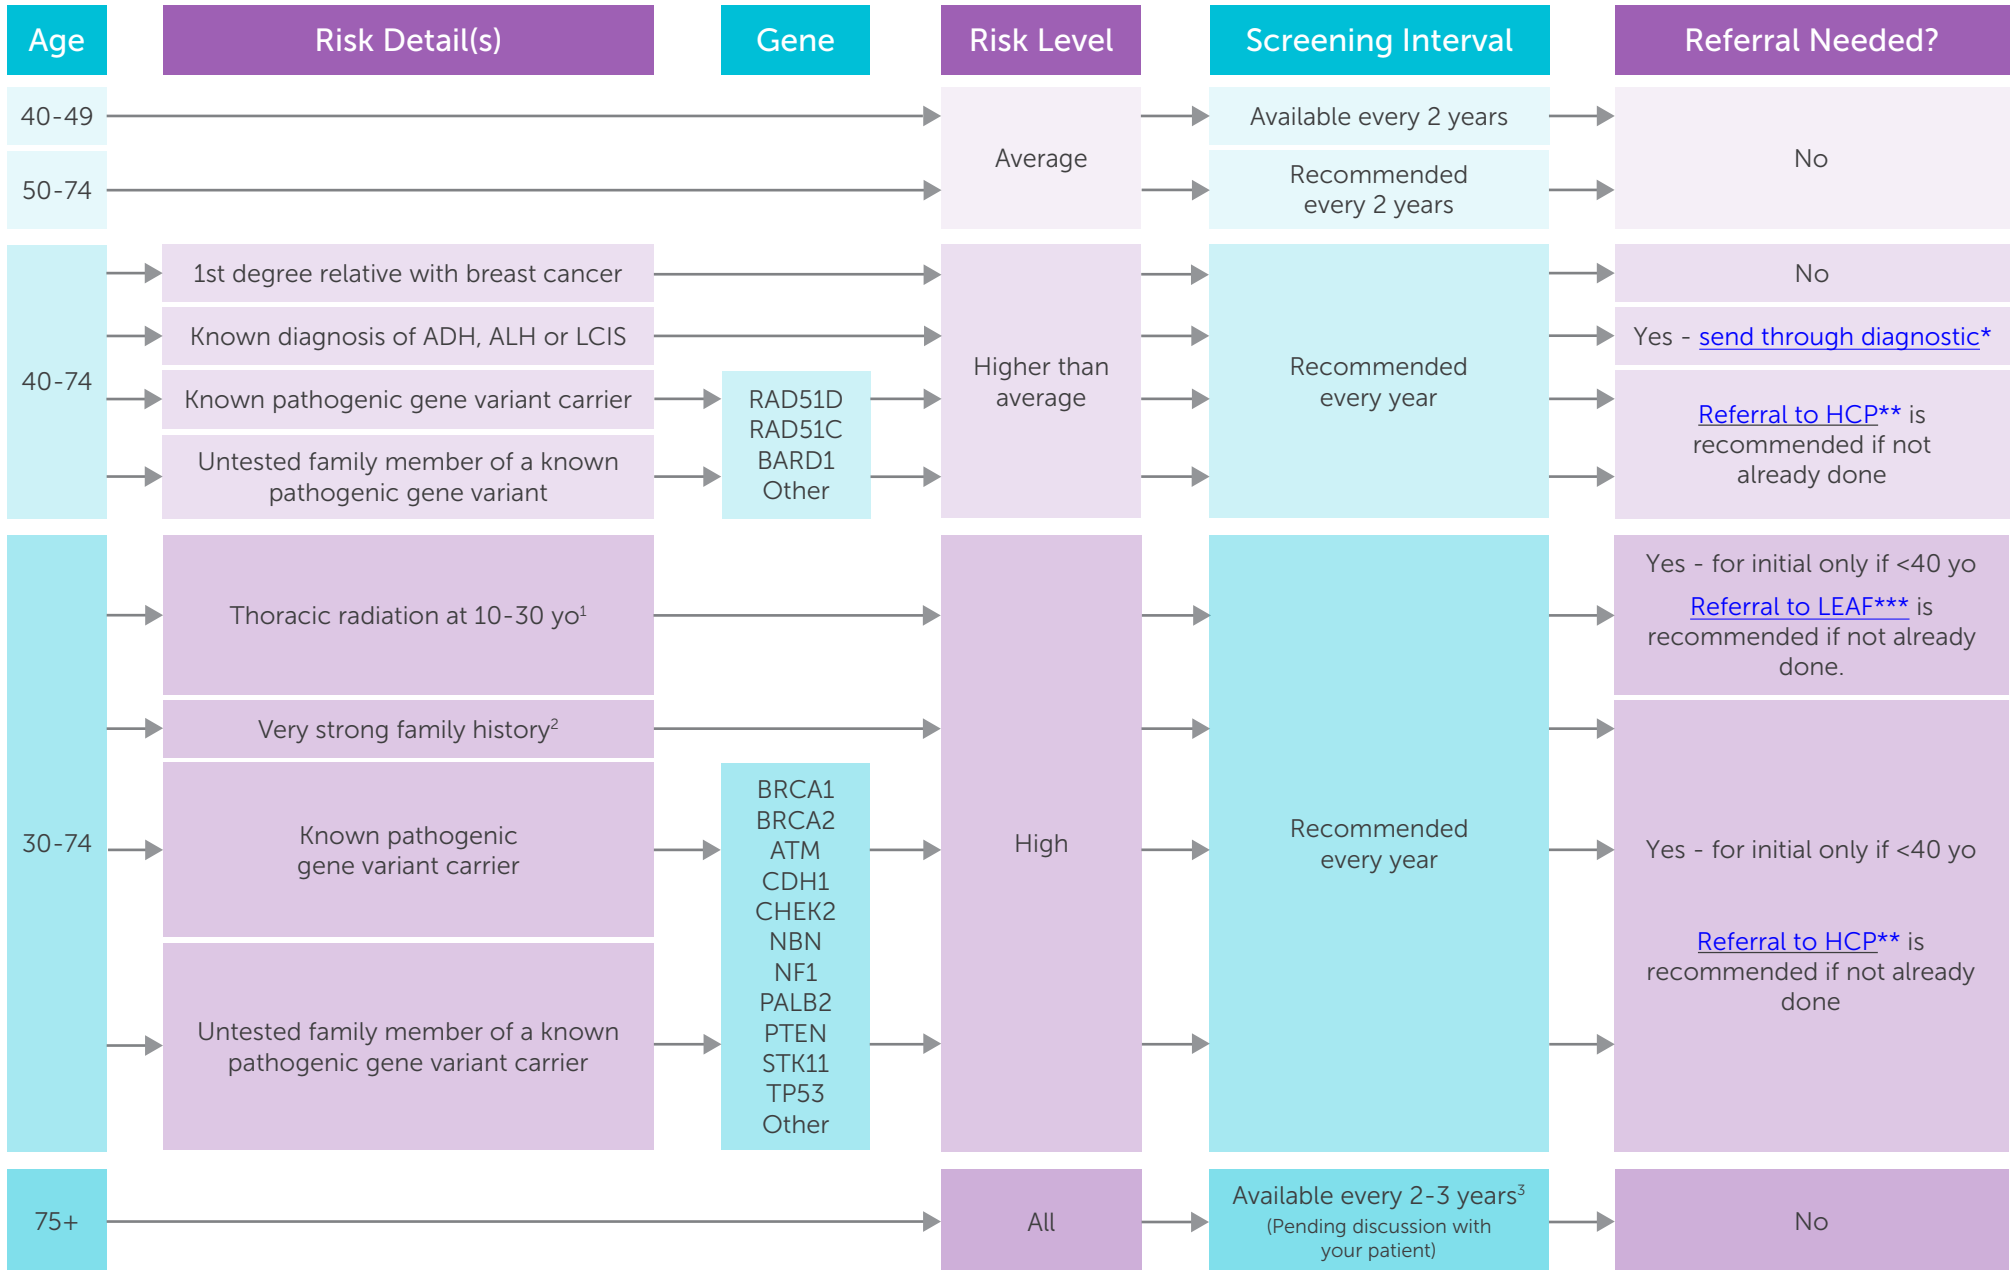 Age
Risk Detail(s)
Gene
Risk Level
Screening Interval
Referral Needed?
40-49
Average
Available every 2 years
No
50-74
Recommended
every 2 years
40-74
1st degree relative with breast cancer
Higher than
average
Recommended
every year
No
Known diagnosis of ADH, ALH or LCIS
Yes - send through diagnostic*
Known pathogenic gene variant carrier
RAD51D
RAD51C
BARD1
Other
Referral to HCP** is
recommended if not
already done
Untested family member of a known
pathogenic gene variant
30-74
Thoracic radiation at 10-30 yo¹
High
Recommended
every year
Yes - for initial only if <40 yo
Referral to LEAF*** is
recommended if not already
done.
Very strong family history²
Known pathogenic
gene variant carrier
BRCA1
BRCA2
ATM
CDH1
CHEK2
NBN
NF1
PALB2
PTEN
STK11
TP53
Other
Yes - for initial only if <40 yo
Referral to HCP** is
recommended if not already
done
Untested family member of a known
pathogenic gene variant carrier
75+
All
Available every 2-3 years³
(Pending discussion with
your patient)
No